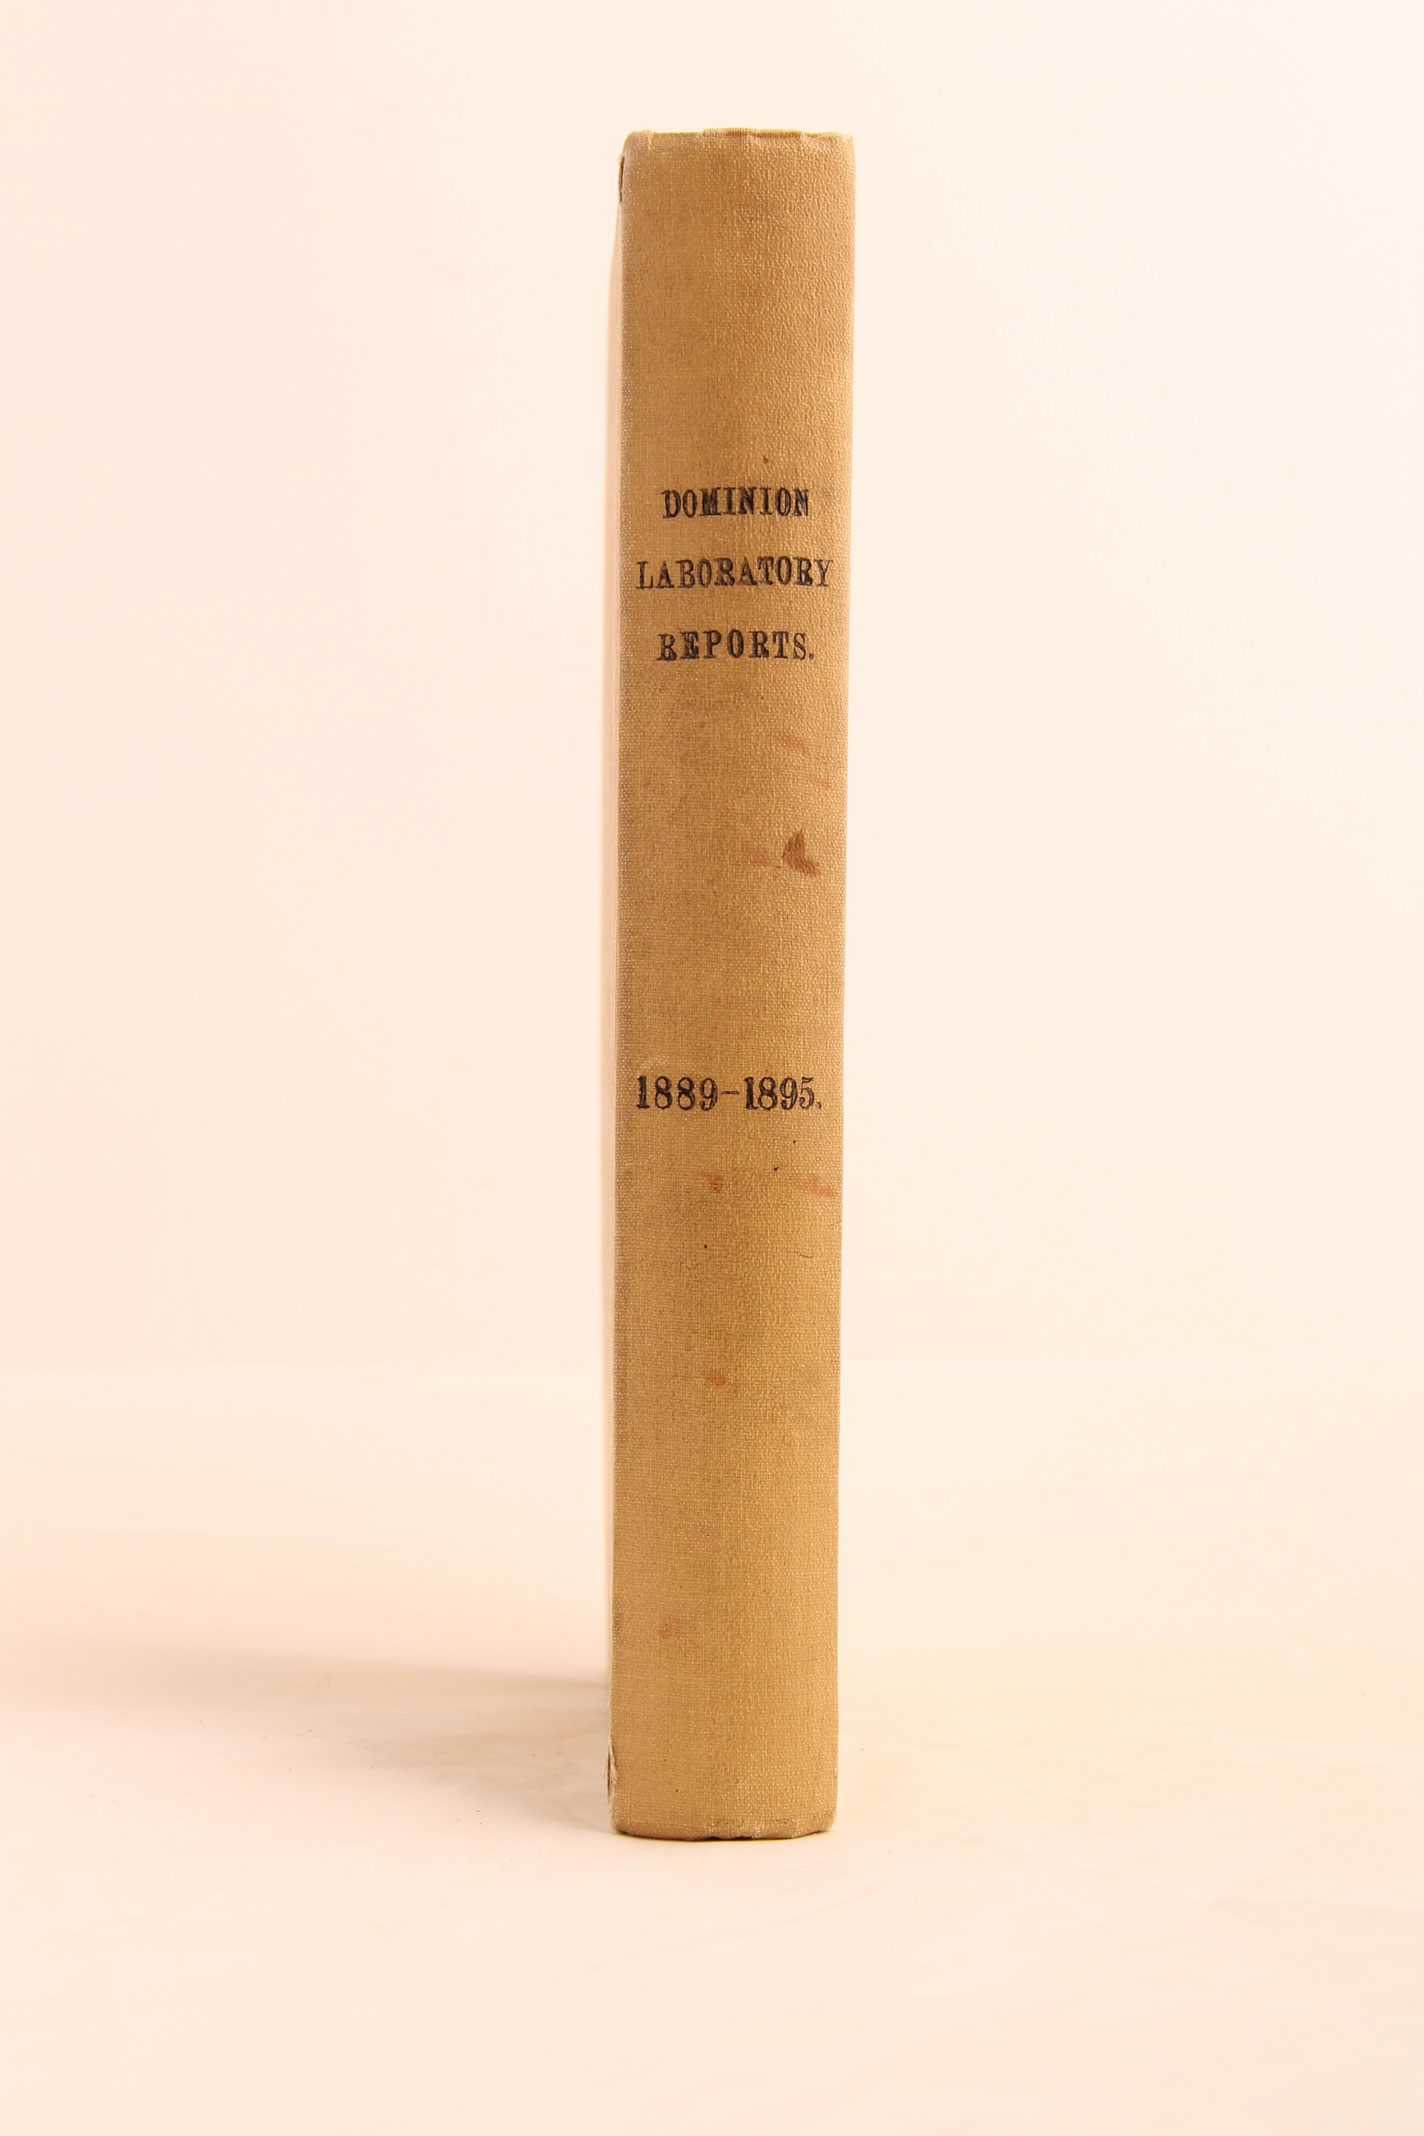 DOMINION
LABORATORY
REPORTS.
1889-1895.